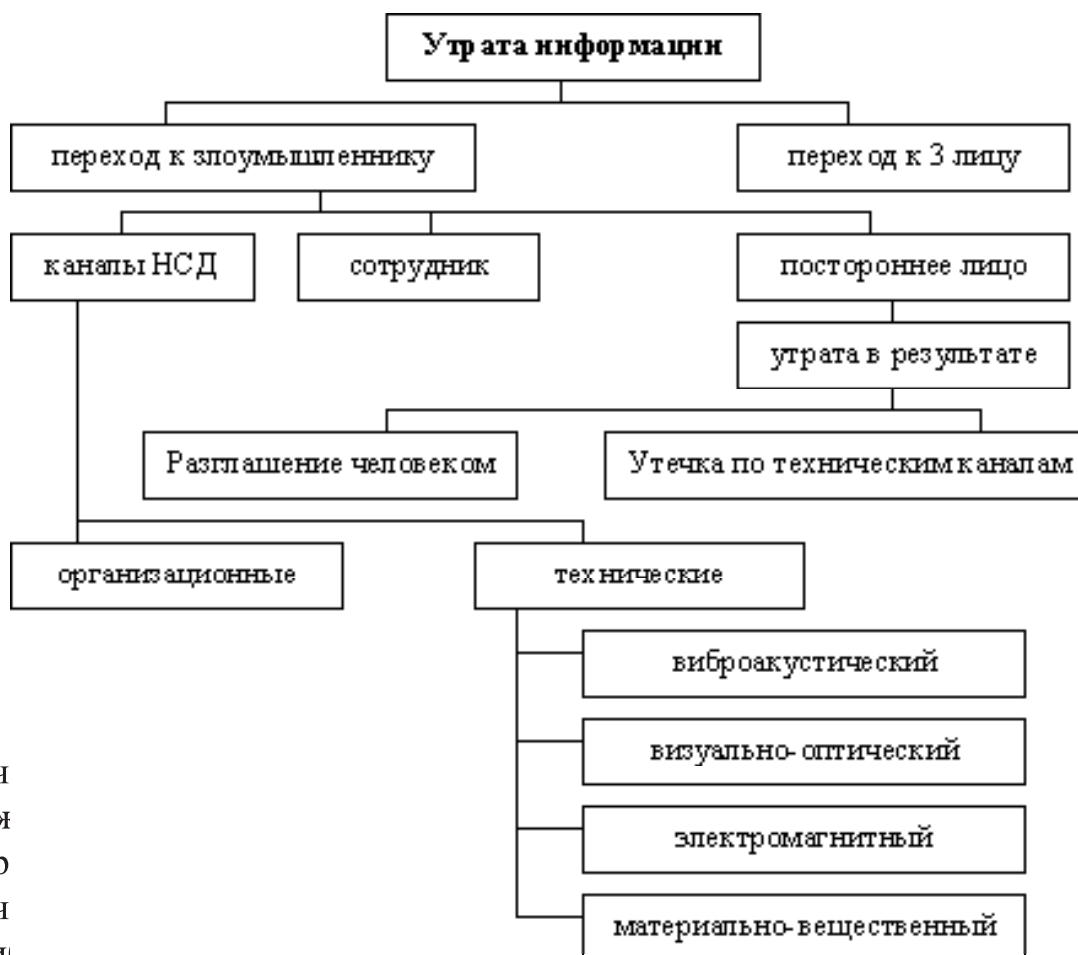 Утрата информации
переход к злоумышленнику
переход к 3 лицу
каналы НСД
сотрудник
постороннее лицо
утрата в результате
Разглашение человеком
Утечка по техническим каналам
организационные
технические
виброакустический
визуально-оптический
электромагнитный
материально-вещественный